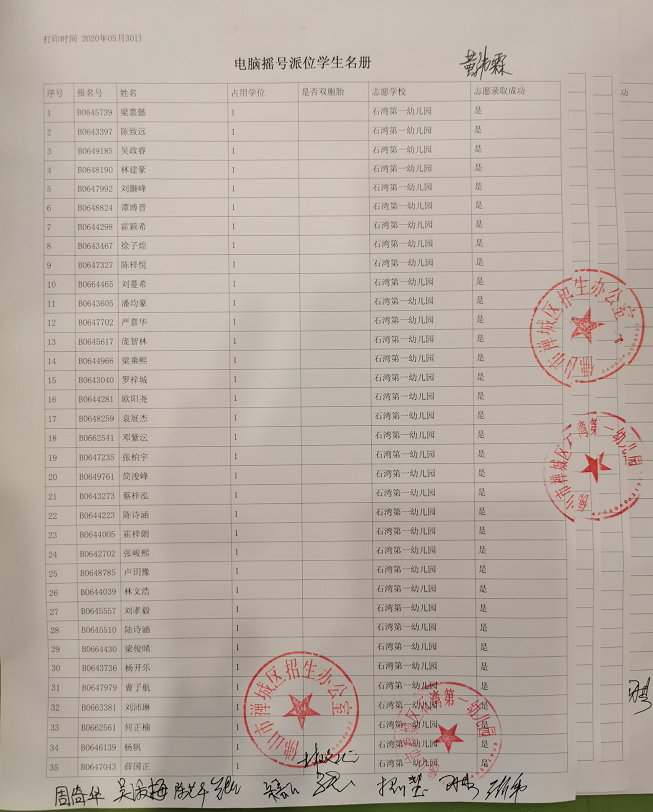 打印时间 2020年05月30日
电脑摇号派位学生名册
序号 报名号 姓名 占用学位 是否双胞胎 志愿学校 志愿录取成功
1 B0645739 梁嘉懿 1 石湾第一幼儿园 是
2 B0643397 陈致远 1 石湾第一幼儿园 是
3 B0649185 吴政睿 1 石湾第一幼儿园 是
4 B0648190 林建豪 1 石湾第一幼儿园 是
5 B0647992 刘灏峰 1 石湾第一幼儿园 是
6 B0648824 谭博晋 1 石湾第一幼儿园 是
7 B0644298 霍颖希 1 石湾第一幼儿园 是
8 B0643467 徐子煌 1 石湾第一幼儿园 是
9 B0647327 陈梓悦 1 石湾第一幼儿园 是
10 B0664465 刘蔓希 1 石湾第一幼儿园 是
11 B0643605 潘均豪 1 石湾第一幼儿园 是
12 B0647702 严嘉华 1 石湾第一幼儿园 是
13 B0645617 庞智林 1 石湾第一幼儿园 是
14 B0644966 梁乘熙 1 石湾第一幼儿园 是
15 B0643040 罗梓城 1 石湾第一幼儿园 是
16 B0644281 欧阳尧 1 石湾第一幼儿园 是
17 B0648259 袁展杰 1 石湾第一幼儿园 是
18 B0662541 邓紫沄 1 石湾第一幼儿园 是
19 B0647235 张柏宇 1 石湾第一幼儿园 是
20 B0649761 简浚峰 1 石湾第一幼儿园 是
21 B0643273 蔡梓泓 1 石湾第一幼儿园 是
22 B0644223 陈诗涵 1 石湾第一幼儿园 是
23 B0644005 霍梓朗 1 石湾第一幼儿园 是
24 B0642702 张峻熙 1 石湾第一幼儿园 是
25 B0648785 卢玥豫 1 石湾第一幼儿园 是
26 B0644039 林文浩 1 石湾第一幼儿园 是
27 B0645557 刘孝毅 1 石湾第一幼儿园 是
28 B0645510 陆诗涵 1 石湾第一幼儿园 是
29 B0664430 梁俊晞 1 石湾第一幼儿园 是
30 B0643736 杨开乐 1 石湾第一幼儿园 是
31 B0647979 曹子航 1 石湾第一幼儿园 是
32 B0663381 刘沛琳 1 石湾第一幼儿园 是
33 B0662561 何正楠 1 石湾第一幼儿园 是
34 B0646139 杨帆 1 石湾第一幼儿园 是
35 B0647043 薛国正 1 石湾第一幼儿园 是
佛山市禅城区招生办公室
佛山市禅城区招生办公室